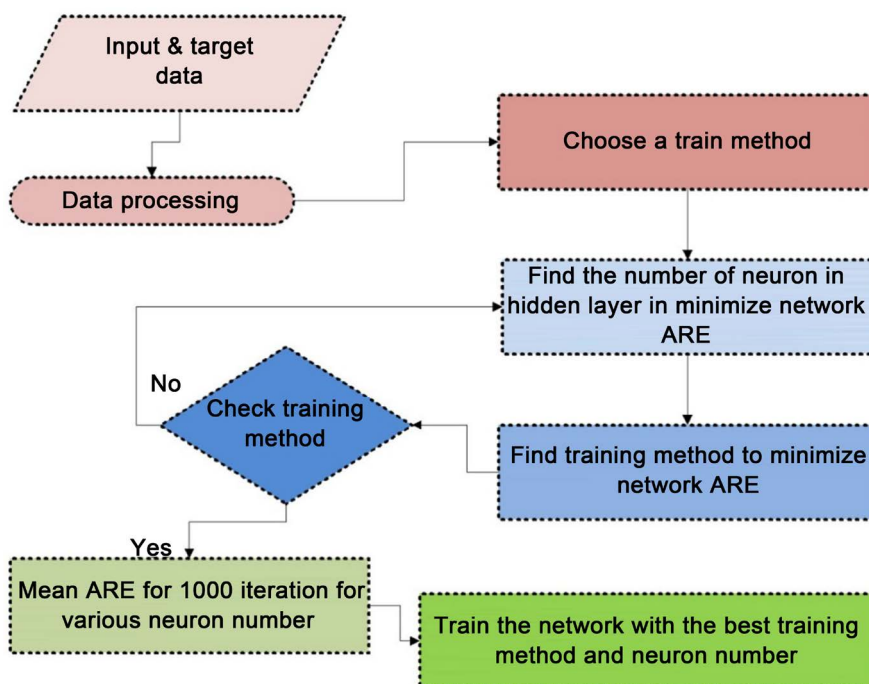 Input & target
data
Data processing
Choose a train method
Find the number of neuron in
hidden layer in minimize network
ARE
Find training method to minimize
network ARE
Check training
method
No
Yes
Mean ARE for 1000 iteration for
various neuron number
Train the network with the best training
method and neuron number